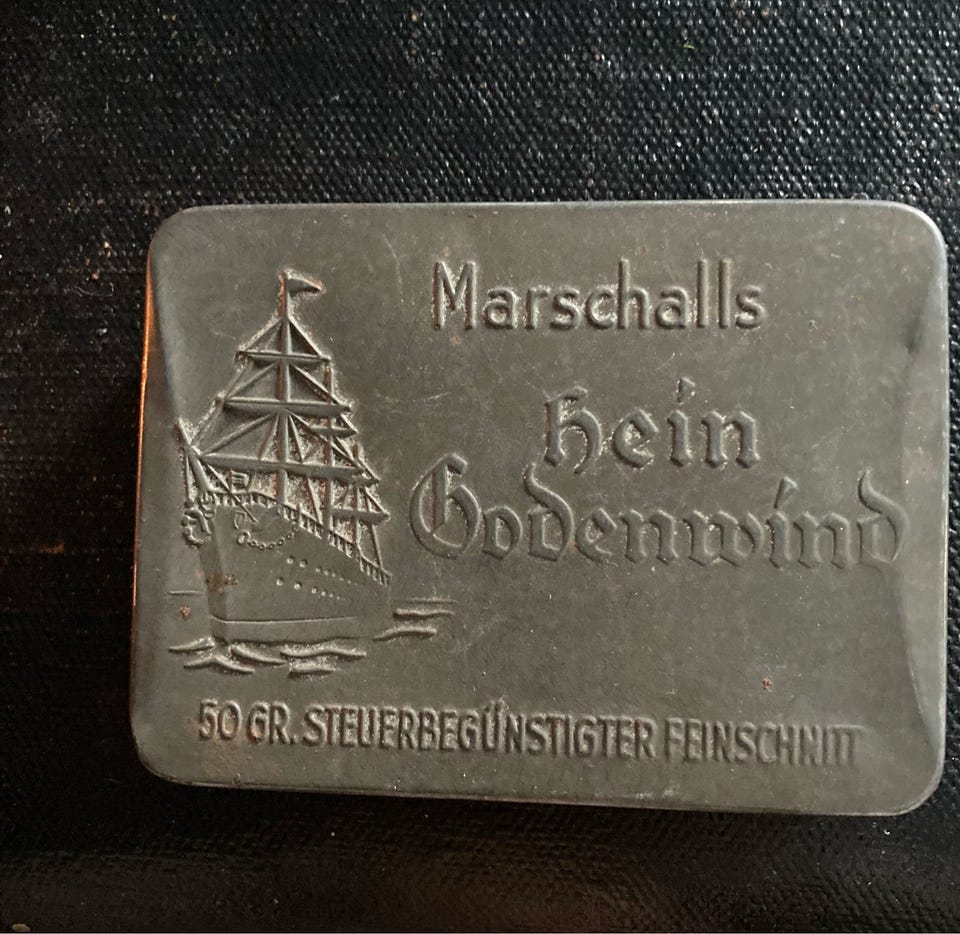 Marschalls
Hein
Godenwind
50 GR. STEUERBEGÜNSTIGTER FEINSCHNITT